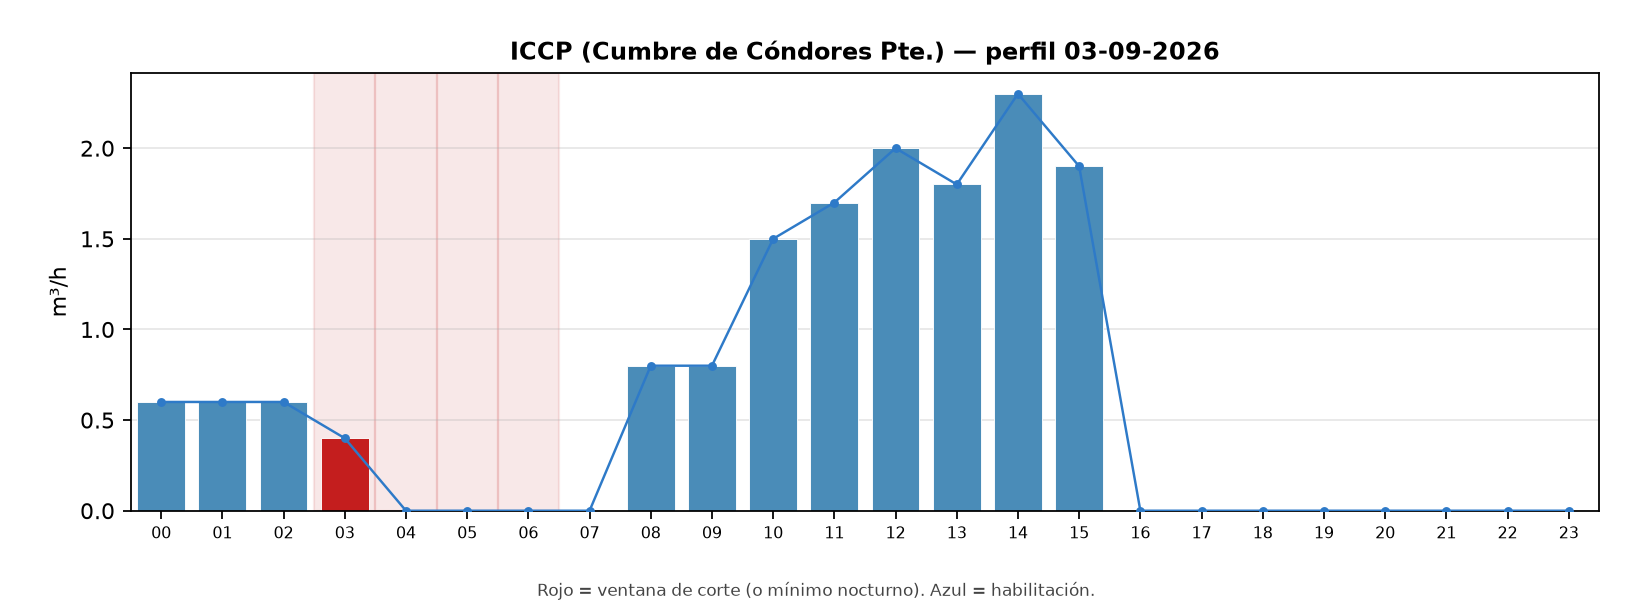 ICCP (Cumbre de Cóndores Pte.) — perfil 03-09-2026
m³/h
2.0
1.5
1.0
0.5
0.0
00 01 02 03 04 05 06 07 08 09 10 11 12 13 14 15 16 17 18 19 20 21 22 23
Rojo = ventana de corte (o mínimo nocturno). Azul = habilitación.